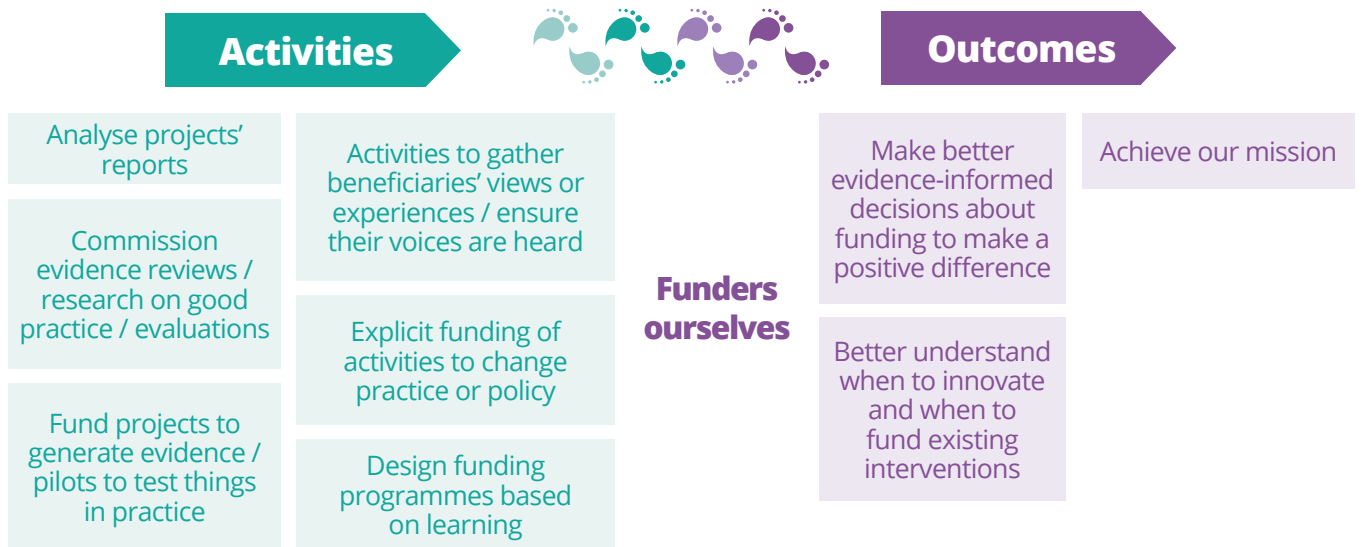 Activities
Outcomes
Analyse projects’
reports
Commission
evidence reviews /
research on good
practice / evaluations
Fund projects to
generate evidence /
pilots to test things
in practice
Activities to gather
beneficiaries’ views or
experiences / ensure
their voices are heard
Explicit funding of
activities to change
practice or policy
Design funding
programmes based
on learning
Funders
ourselves
Make better
evidence-informed
decisions about
funding to make a
positive difference
Better understand
when to innovate
and when to
fund existing
interventions
Achieve our mission